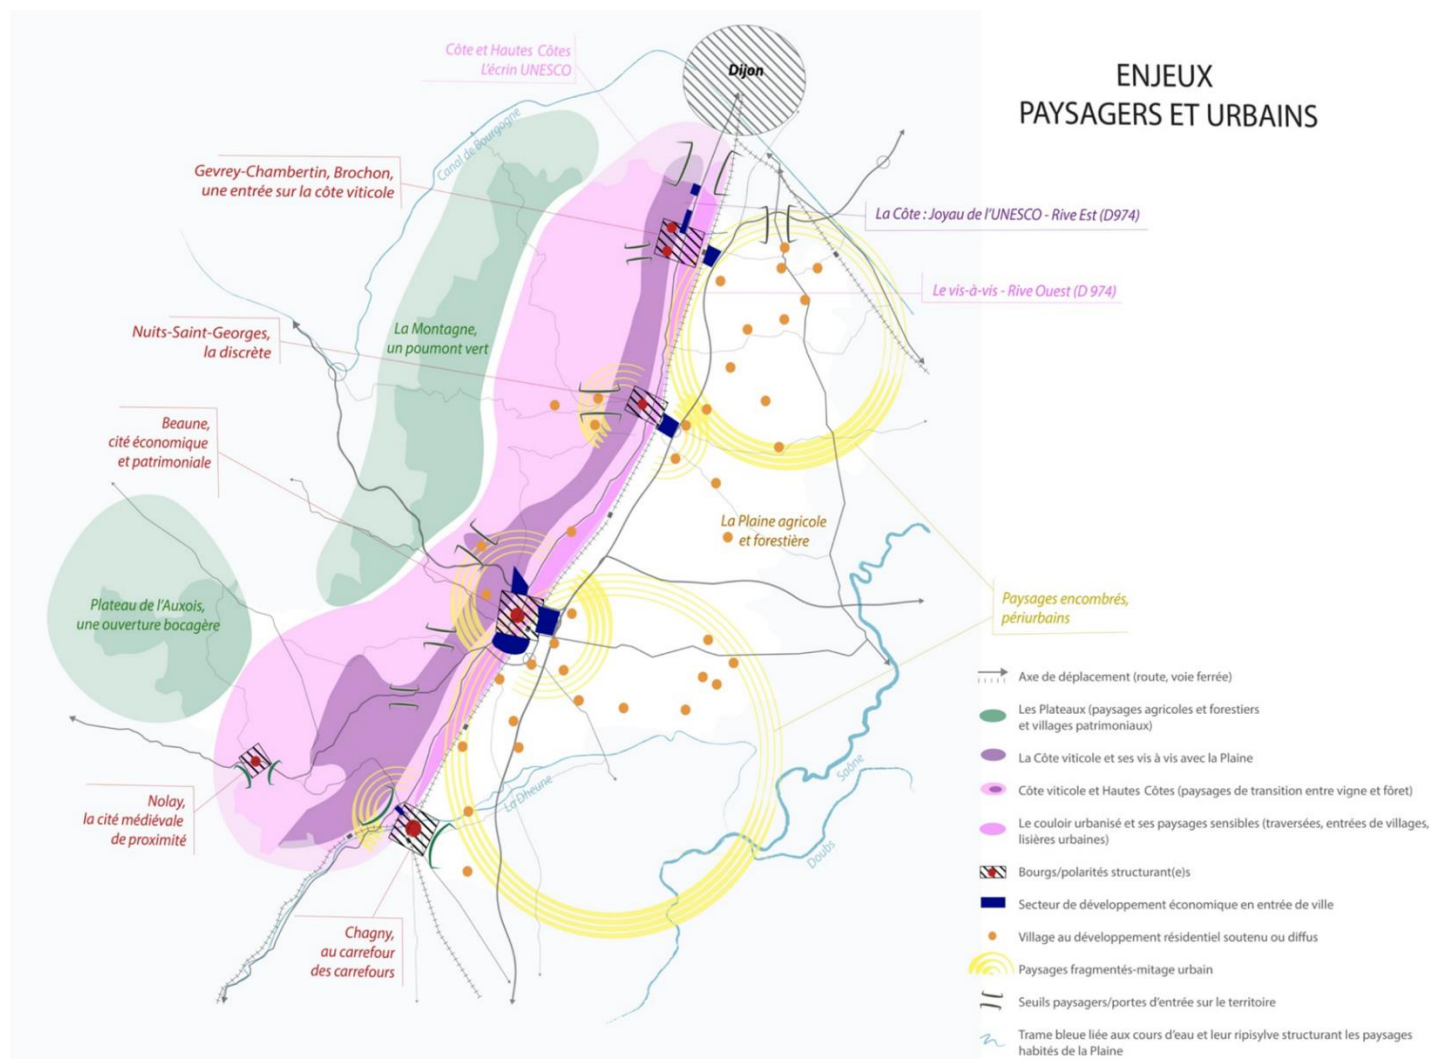 ENJEUX
PAYSAGERS ET URBAINS
Dijon
Côte et Hautes Côtes
L'écrin UNESCO
Canal de Bourgogne
Gevrey-Chambertin, Brochon,
une entrée sur la côte viticole
La Côte : Joyau de l'UNESCO - Rive Est (D974)
Le vis-à-vis - Rive Ouest (D 974)
La Montagne,
un poumont vert
Nuits-Saint-Georges,
la discrète
Beaune,
cité économique
et patrimoniale
La Plaine agricole
et forestière
Plateau de l'Auxois,
une ouverture bocagère
Paysages encombrés,
périurbains
Nolay,
la cité médiévale
de proximité
La Dheune
Saône
Doubs
Chagny,
au carrefour
des carrefours
Axe de déplacement (route, voie ferrée)
Les Plateaux (paysages agricoles et forestiers
et villages patrimoniaux)
La Côte viticole et ses vis à vis avec la Plaine
Côte viticole et Hautes Côtes (paysages de transition entre vigne et fôret)
Le couloir urbanisé et ses paysages sensibles (traversées, entrées de villages,
lisières urbaines)
Bourgs/polarités structurant(e)s
Secteur de développement économique en entrée de ville
Village au développement résidentiel soutenu ou diffus
Paysages fragmentés-mitage urbain
Seuils paysagers/portes d'entrée sur le territoire
Trame bleue liée aux cours d'eau et leur ripisylve structurant les paysages
habités de la Plaine